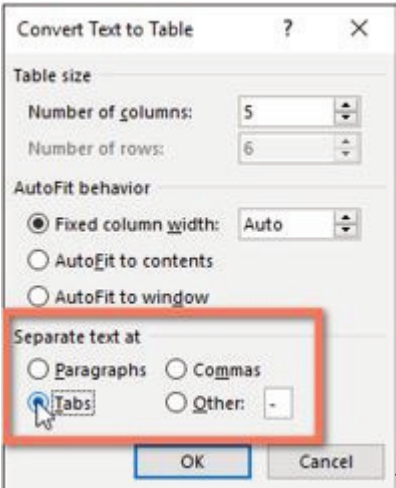 Convert Text to Table ? ×
Table size
Number of columns: 5
Number of rows: 6
AutoFit behavior
Fixed column width: Auto
AutoFit to contents
AutoFit to window
Separate text at
Paragraphs Commas
Tabs Other: -
OK Cancel